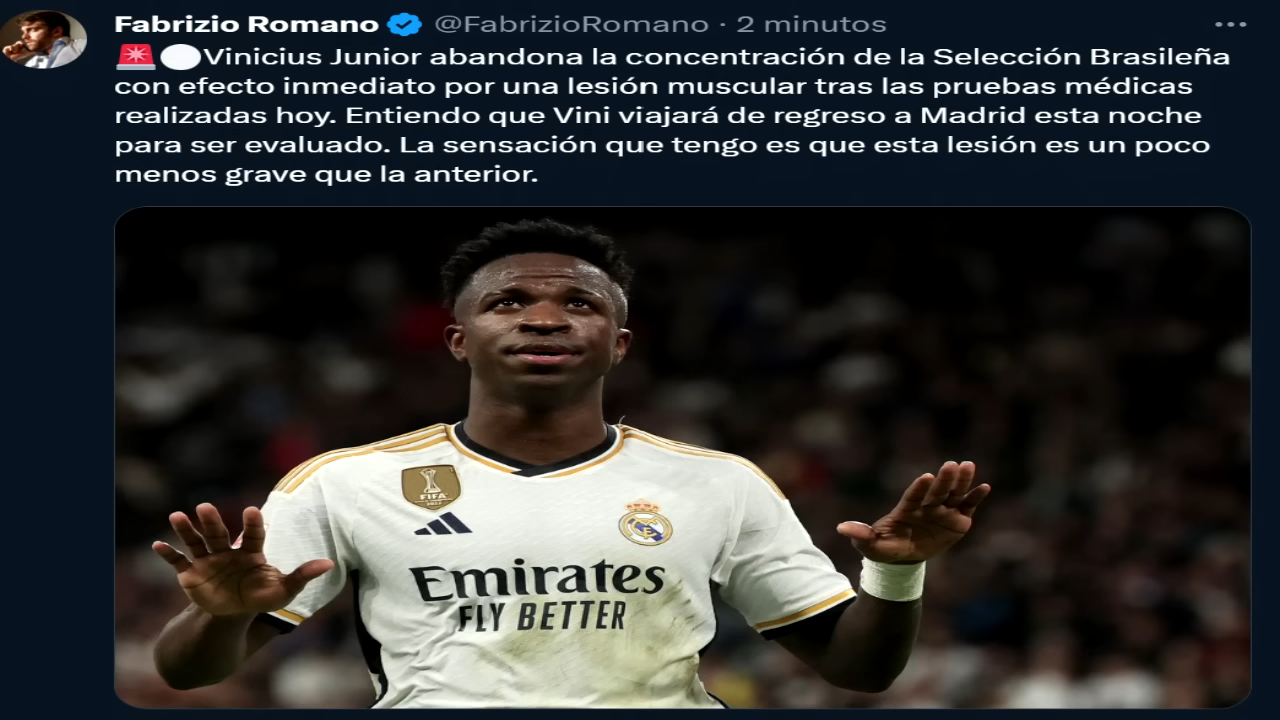 Fabrizio Romano @FabrizioRomano · 2 minutos
🚨⚪Vinicius Junior abandona la concentración de la Selección Brasileña
con efecto inmediato por una lesión muscular tras las pruebas médicas
realizadas hoy. Entiendo que Vini viajará de regreso a Madrid esta noche
para ser evaluado. La sensación que tengo es que esta lesión es un poco
menos grave que la anterior.
FIFA
Emirates
FLY BETTER